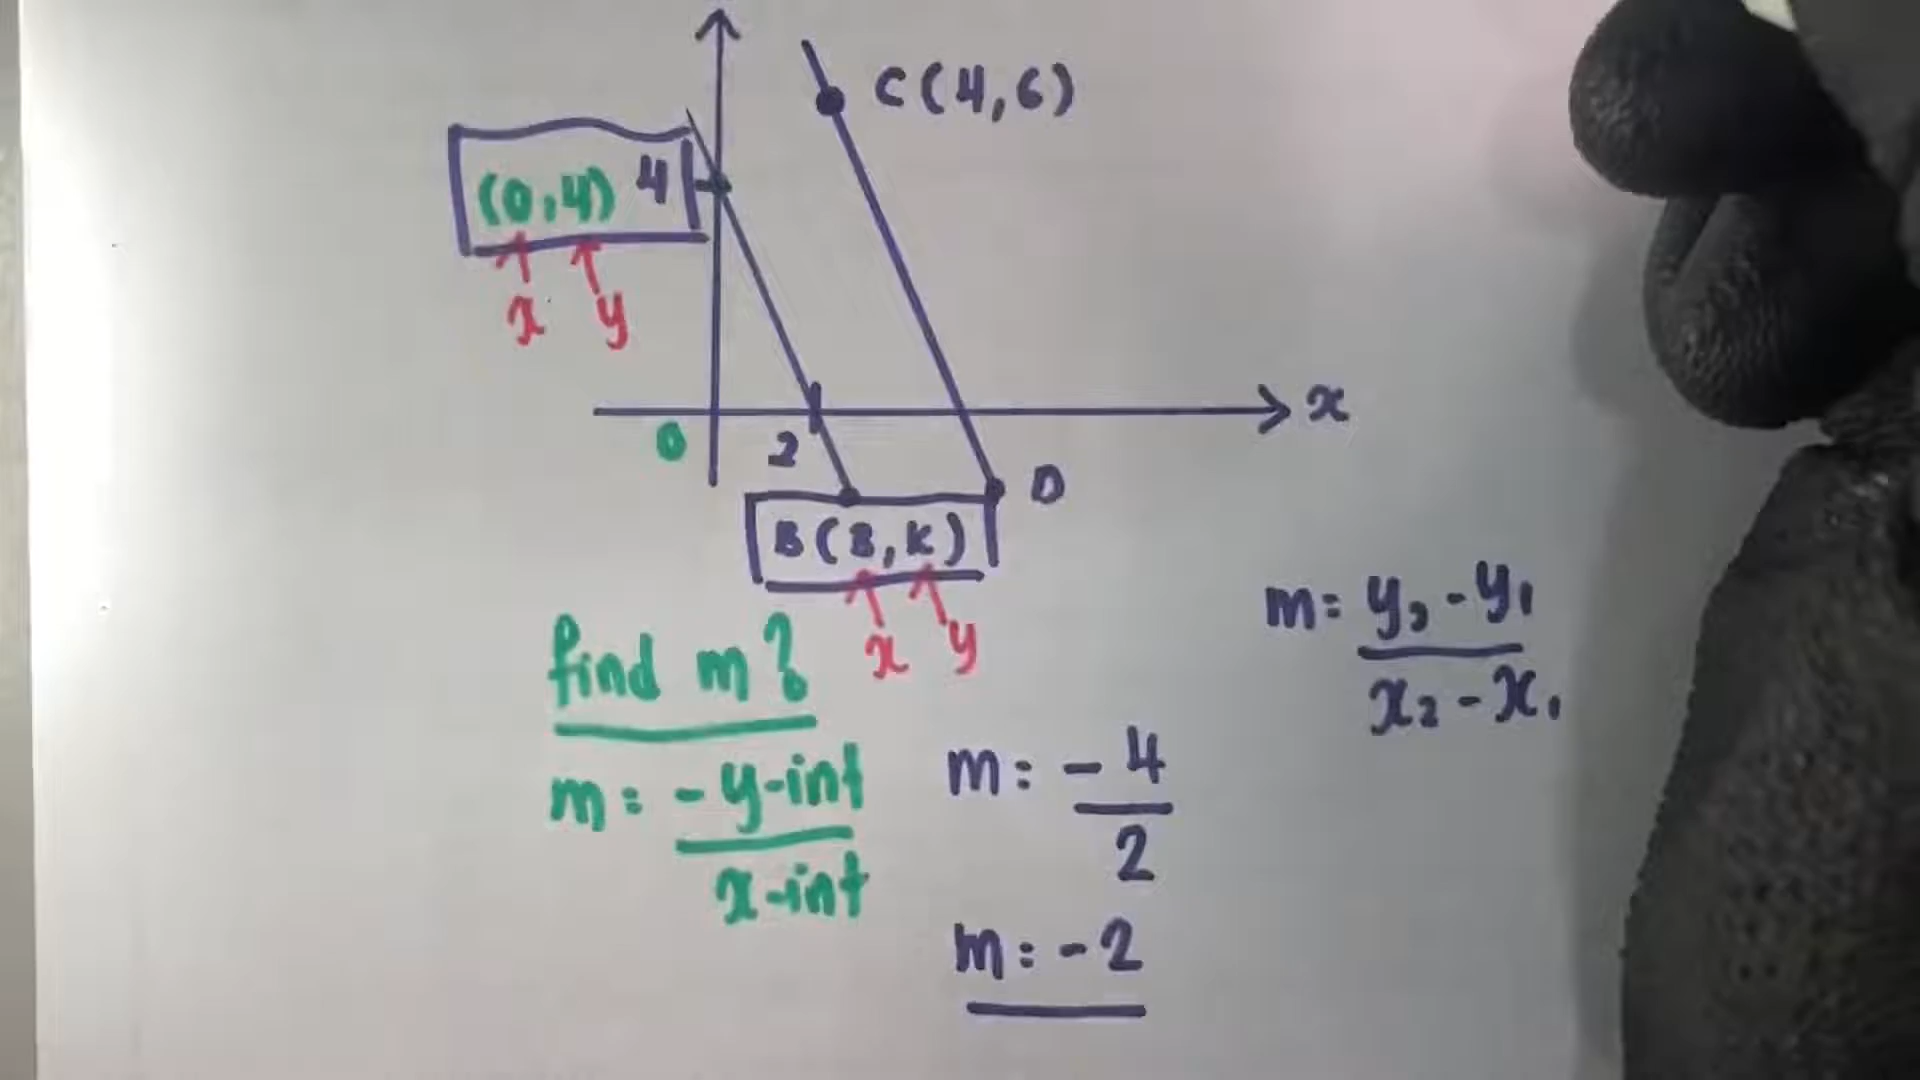 C(4,6)
(0,4) 4
x y
x
0
2
D
B(8,k)
x y
find m?
m = -y-int
x-int
m = -4
2
m = -2
m = y₂ - y₁
x₂ - x₁